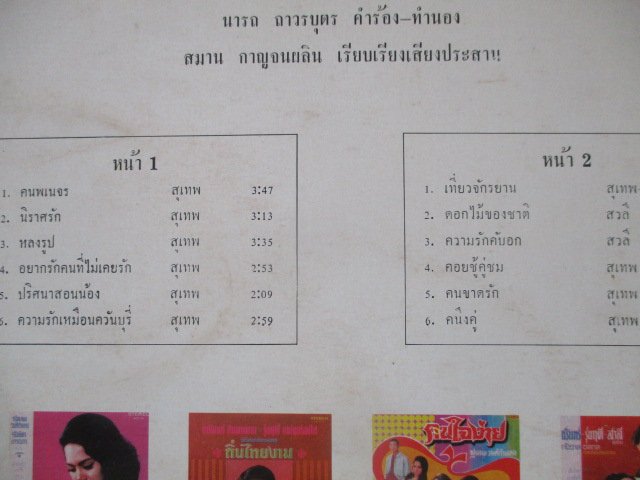 นารถ ถาวรบุตร คำร้อง-ทำนอง
สมาน กาญจนผลิน เรียบเรียงเสียงประสาน
หน้า 1
1. คนพเนจร สุเทพ 3:47
2. นิราศรัก สุเทพ 3:13
3. หลงรูป สุเทพ 3:35
4. อยากรักคนที่ไม่เคยรัก สุเทพ 2:53
5. ปริศนาสอนน้อง สุเทพ 2:09
6. ความรักเหมือนควันบุรี่ สุเทพ 2:59
หน้า 2
1. เที่ยวจักรยาน สุเทพ-
2. ดอกไม้ของชาติ สวลี
3. ความรักคับอก สวลี
4. คอยชู้คู่ชม สุเทพ
5. คนขาดรัก สุเทพ
6. คนึงคู่ สุเทพ
ถิ่นไทยงาม